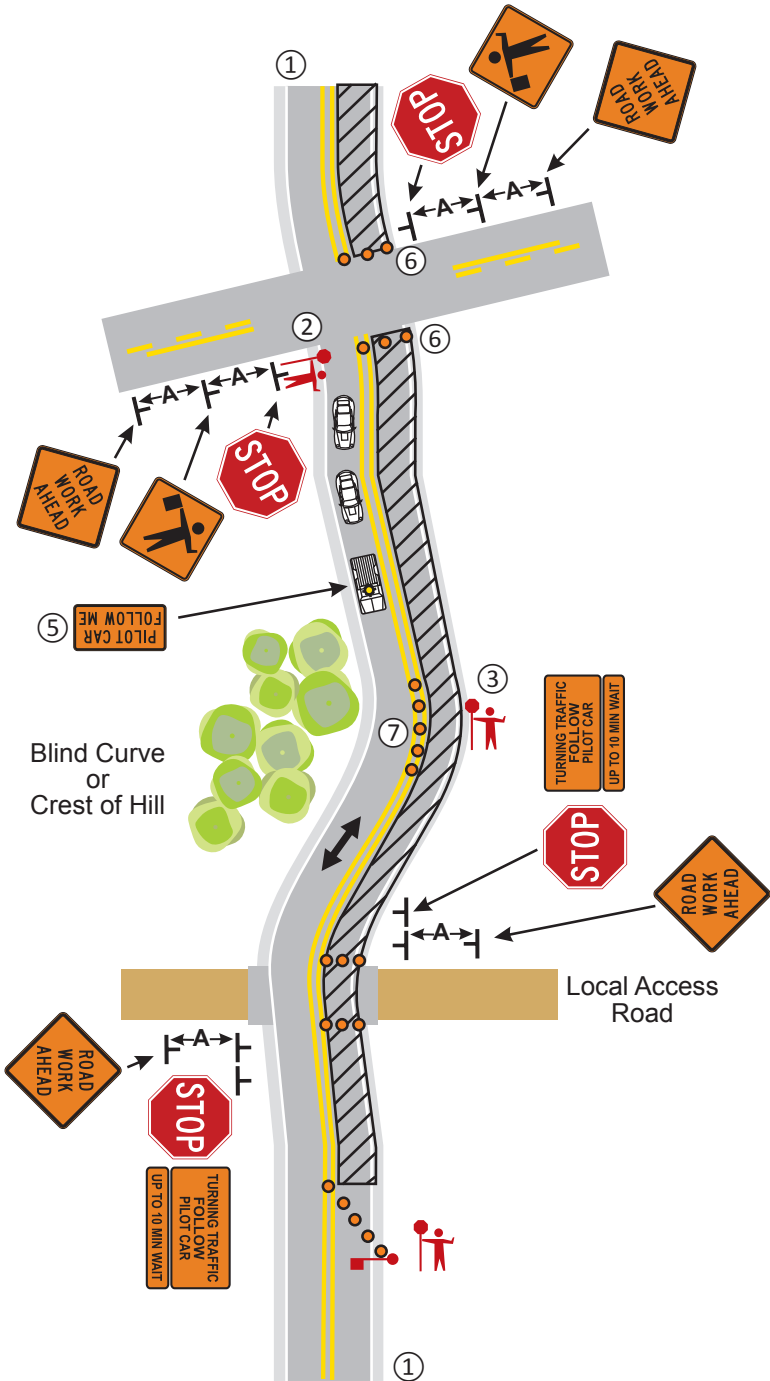 ①
STOP
ROAD
WORK
AHEAD
A
A
⑥
②
⑥
A
A
ROAD
WORK
AHEAD
STOP
⑤
PILOT CAR
FOLLOW ME
③
TURNING TRAFFIC
FOLLOW
PILOT CAR
UP TO 10 MIN WAIT
⑦
Blind Curve
or
Crest of Hill
STOP
ROAD
WORK
AHEAD
A
Local Access
Road
A
ROAD
WORK
AHEAD
STOP
TURNING TRAFFIC
FOLLOW
PILOT CAR
UP TO 10 MIN WAIT
①